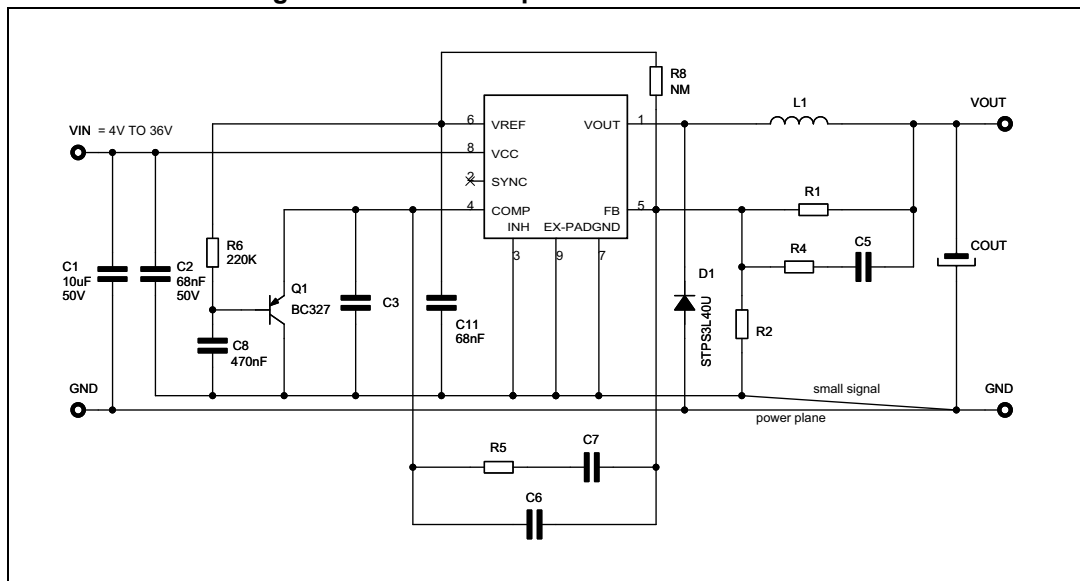 R8
NM
L1
VOUT
VIN = 4V TO 36V
6
VREF
VOUT
1
8
VCC
2
SYNC
4
COMP
FB
5
R1
INH
EX-PADGND
3
9
7
R6
220K
R4
C5
COUT
C1
10uF
50V
C2
68nF
50V
Q1
BC327
C3
C11
68nF
D1
STPS3L40U
R2
C8
470nF
GND
small signal
GND
power plane
R5
C7
C6